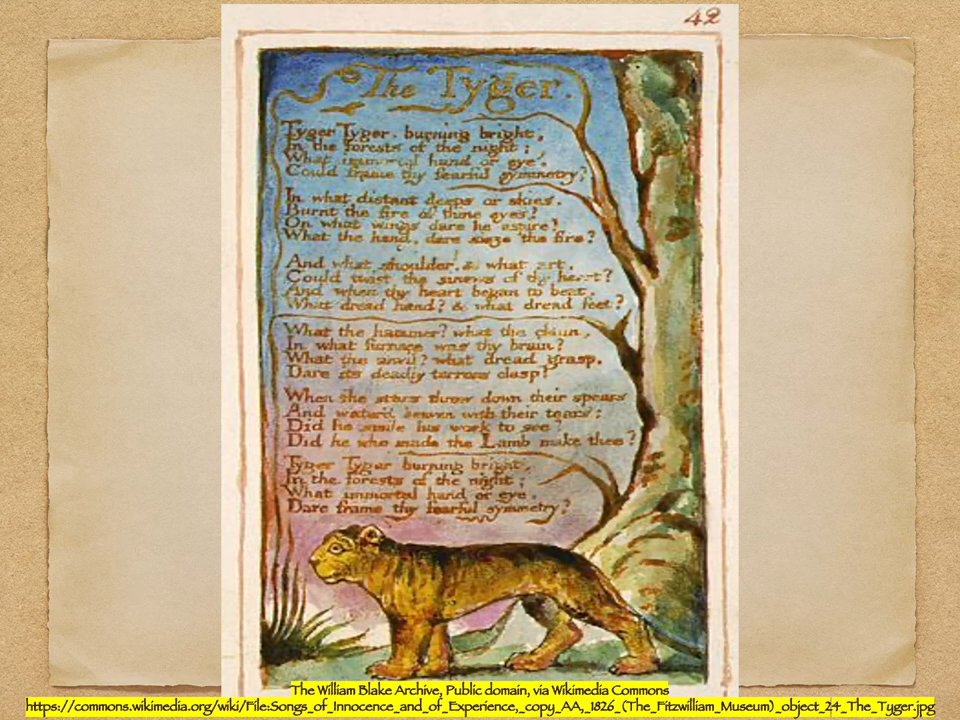 42
The Tyger.
Tyger Tyger. burning bright,
In the forests of the night;
What immortal hand or eye.
Could frame thy fearful symmetry?
In what distant deeps or skies.
Burnt the fire of thine eyes?
On what wings dare he aspire?
What the hand, dare sieze the fire?
And what shoulder, & what art,
Could twist the sinews of thy heart?
And when thy heart began to beat,
What dread hand? & what dread feet?
What the hammer? what the chain,
In what furnace was thy brain?
What the anvil? what dread grasp,
Dare its deadly terrors clasp?
When the stars threw down their spears
And water'd heaven with their tears:
Did he smile his work to see?
Did he who made the Lamb make thee?
Tyger Tyger burning bright,
In the forests of the night;
What immortal hand or eye,
Dare frame thy fearful symmetry?
The William Blake Archive, Public domain, via Wikimedia Commons
https://commons.wikimedia.org/wiki/File:Songs_of_Innocence_and_of_Experience,_copy_AA,_1826_(The_Fitzwilliam_Museum)_object_24_The_Tyger.jpg